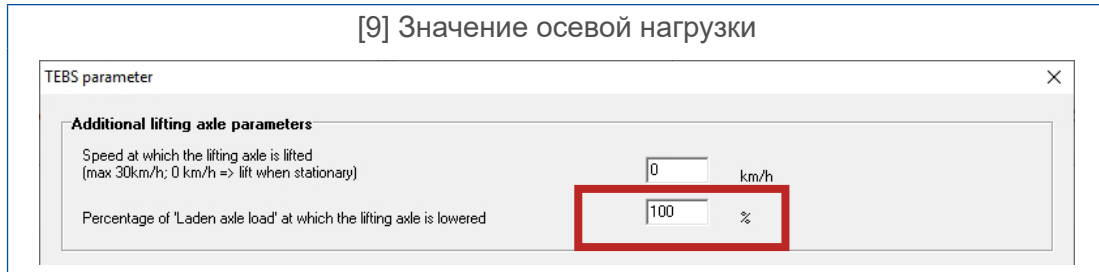 [9] Значение осевой нагрузки
TEBS parameter
Additional lifting axle parameters
Speed at which the lifting axle is lifted
(max 30km/h; 0 km/h => lift when stationary)
0 km/h
Percentage of 'Laden axle load' at which the lifting axle is lowered
100 %